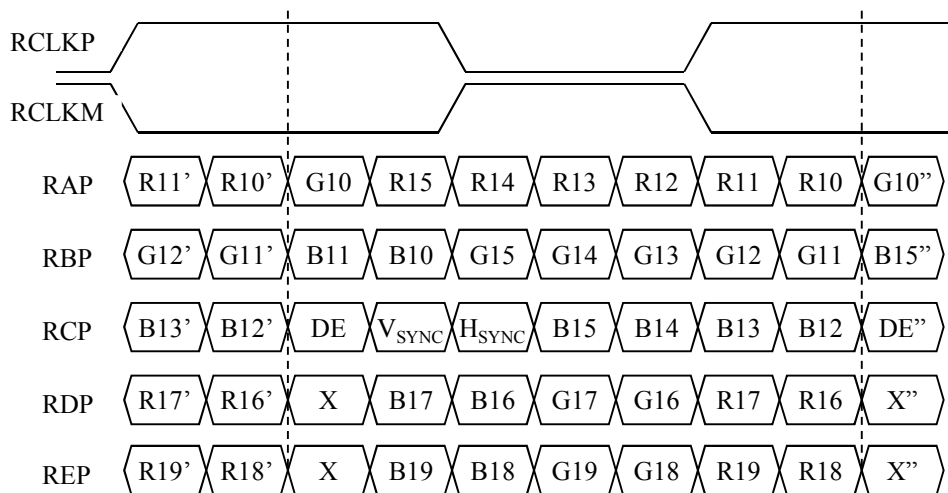 RCLKP
RCLKM
RAP R11’ R10’ G10 R15 R14 R13 R12 R11 R10 G10”
RBP G12’ G11’ B11 B10 G15 G14 G13 G12 G11 B15”
RCP B13’ B12’ DE VSYNC HSYNC B15 B14 B13 B12 DE”
RDP R17’ R16’ X B17 B16 G17 G16 R17 R16 X”
REP R19’ R18’ X B19 B18 G19 G18 R19 R18 X”